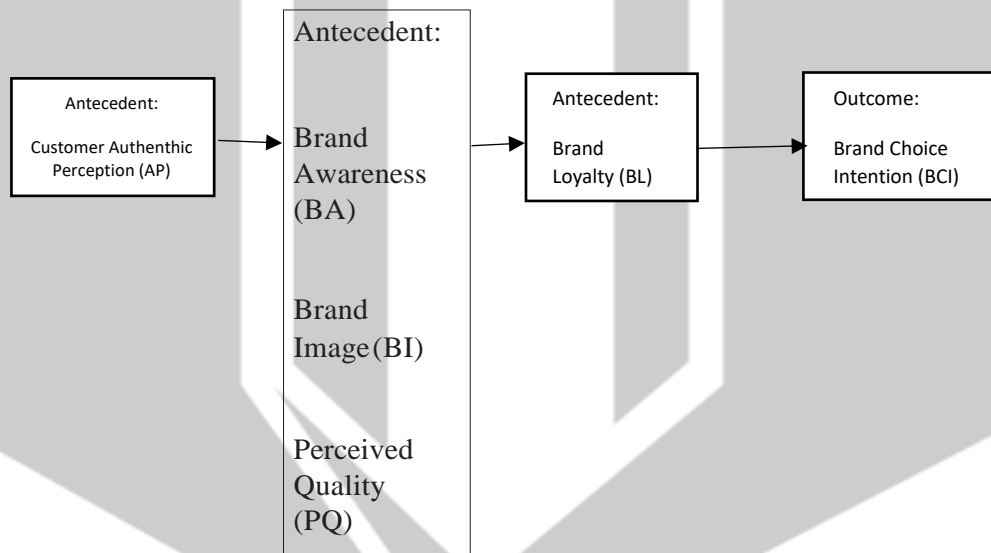 Antecedent:
Customer Authenthic
Perception (AP)
Antecedent:
Brand
Awareness
(BA)
Brand
Image(BI)
Perceived
Quality
(PQ)
Antecedent:
Brand
Loyalty (BL)
Outcome:
Brand Choice
Intention (BCI)